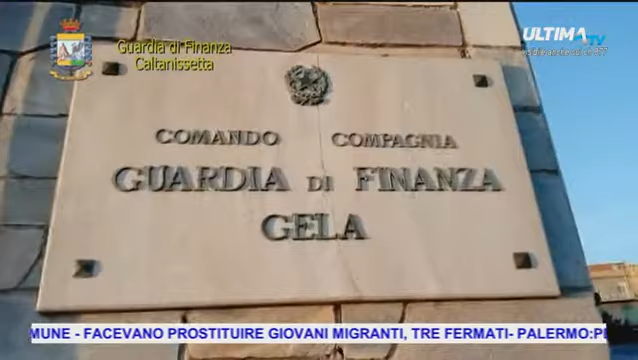 Guardia di Finanza
Caltanissetta
ULTIMA TV
COMANDO COMPAGNIA
GUARDIA DI FINANZA
GELA
MUNE - FACEVANO PROSTITUIRE GIOVANI MIGRANTI, TRE FERMATI- PALERMO: